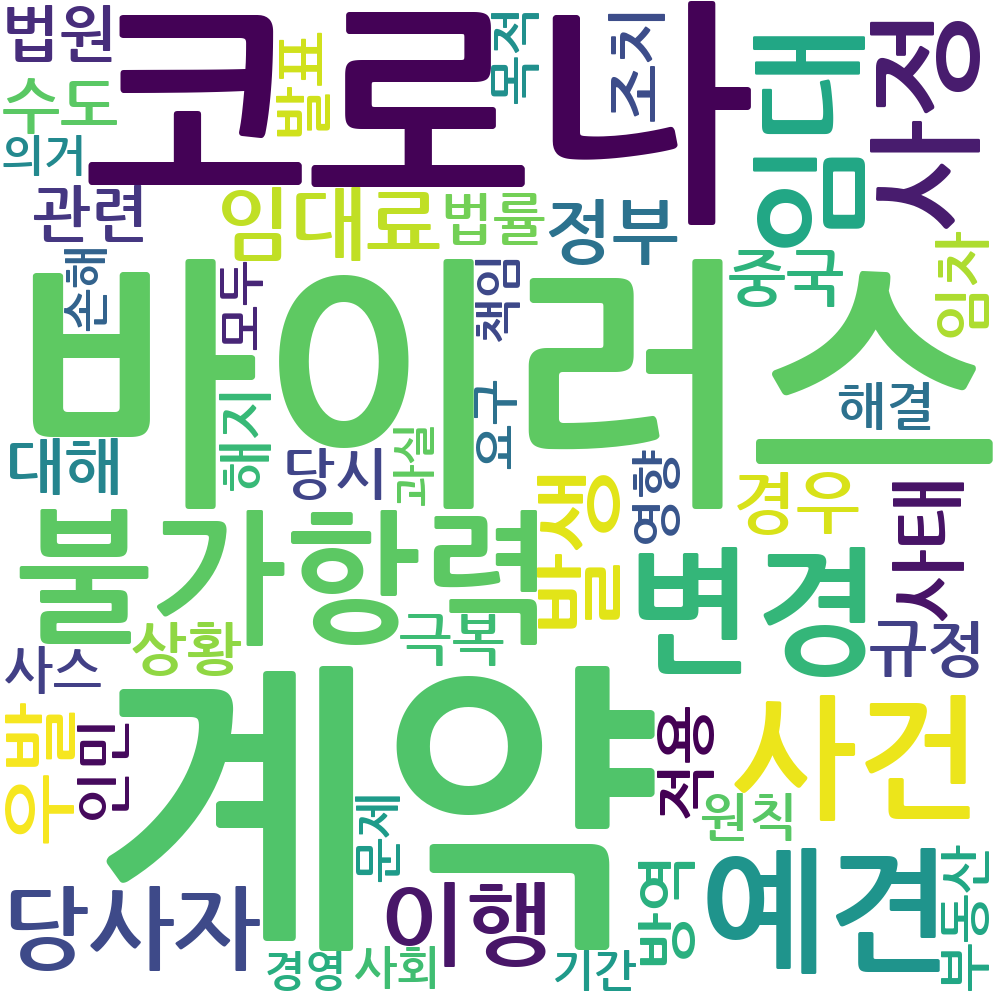 법원
코로나
목적
조치
임대
사정
수도
발표
의거
관련
임대료
법률
정부
중국
임차
손해
모두
바이러스
책임
해지
요구
해결
대해
당시
과실
영향
경우
사태
불가항력
발생
변경
상황
극복
규정
사스
계약
우발
인민
적용
사건
원칙
문제
당사자
이행
방역
예견
부동산
경영
사회
기간